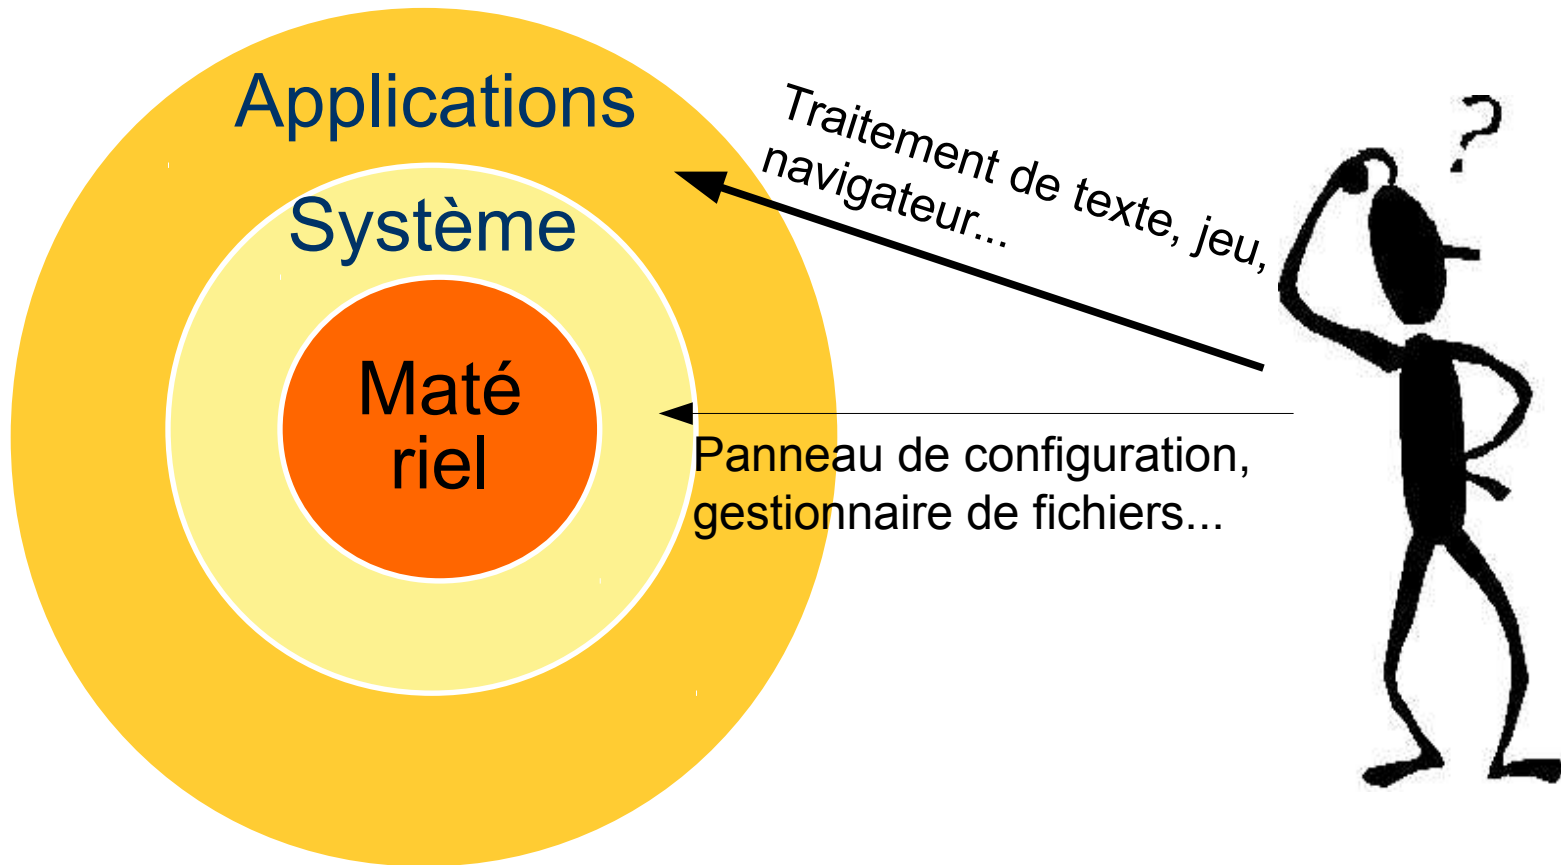 Applications
Système
Maté
riel
Traitement de texte, jeu,
navigateur...
Panneau de configuration,
gestionnaire de fichiers...
?